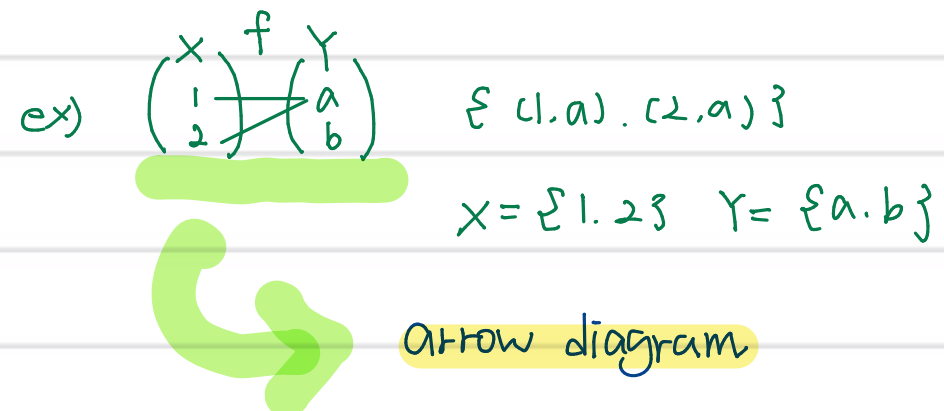 X f Y
ex) 1 a { (1.a). (2.a) }
2 b
X = {1.2} Y = {a.b}
arrow diagram